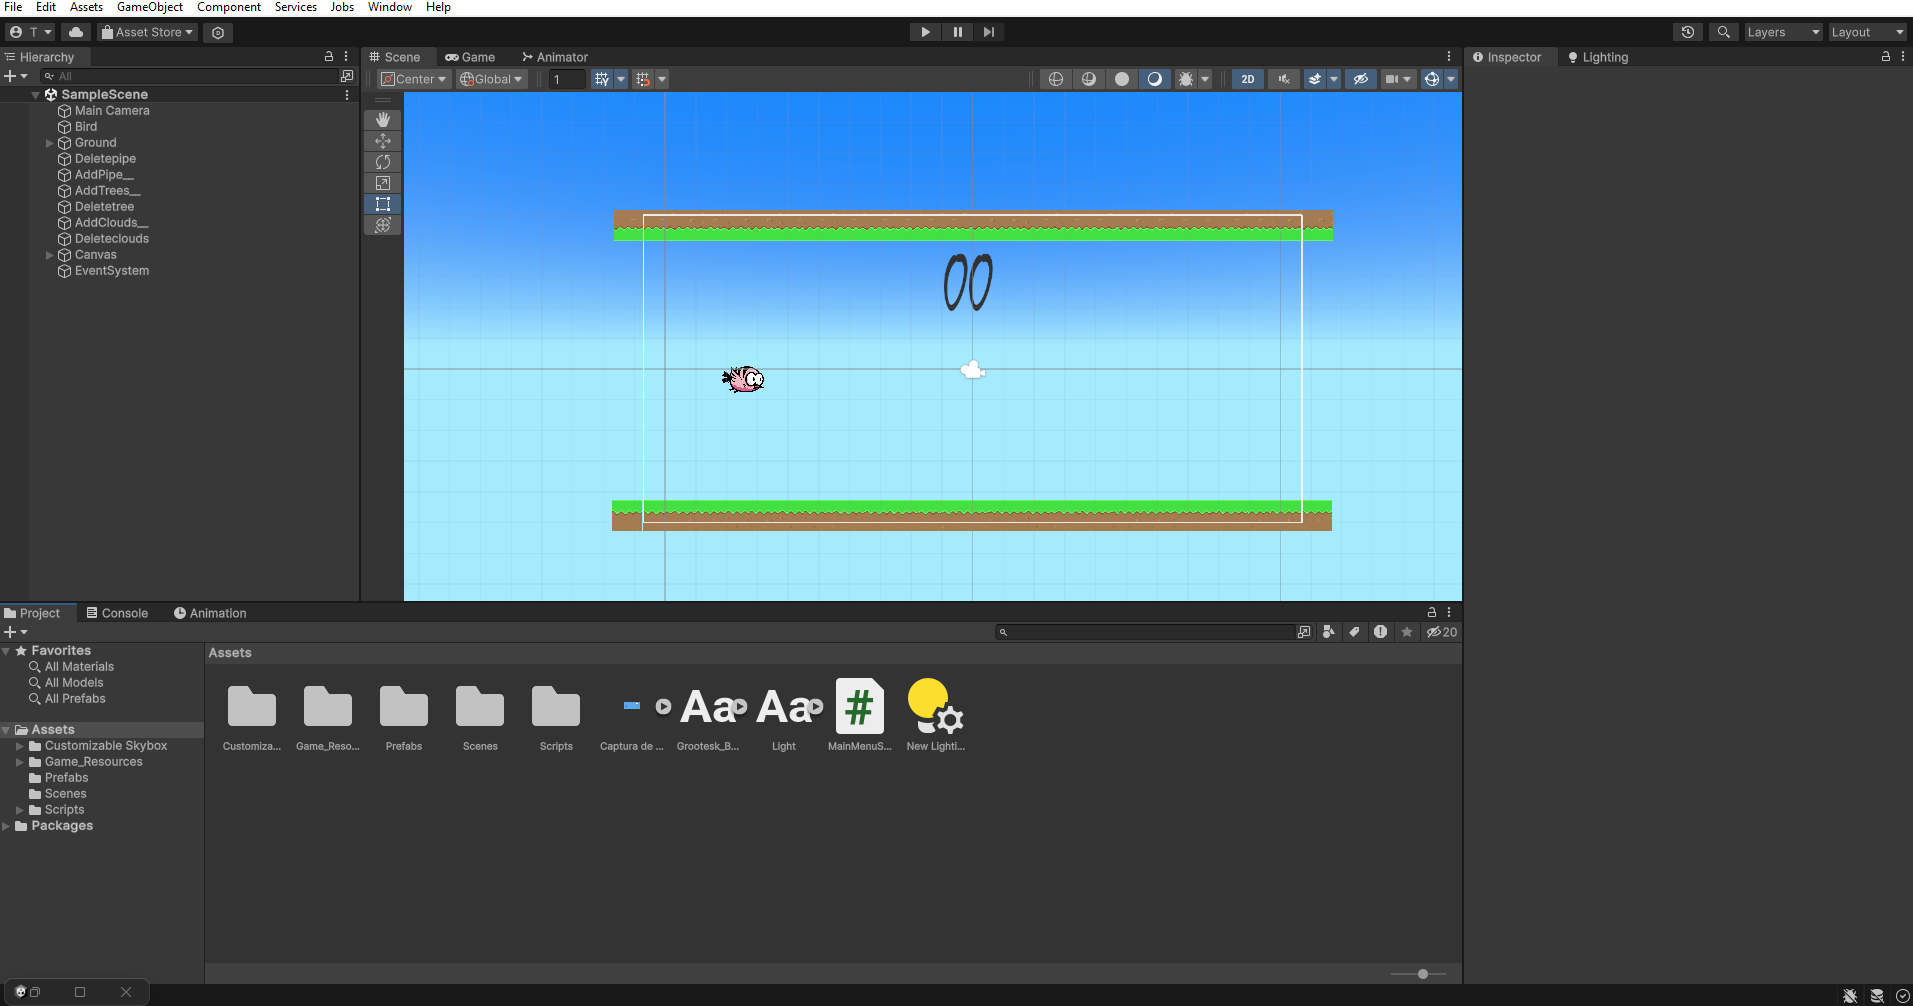 File Edit Assets GameObject Component Services Jobs Window Help
T Asset Store Layers Layout
Hierarchy
All
SampleScene
Main Camera
Bird
Ground
Deletepipe
AddPipe__
AddTrees__
Deletetree
AddClouds__
Deleteclouds
Canvas
EventSystem
Scene Game Animator
Center Global 1 2D
00
Inspector Lighting
Project Console Animation
20
Favorites
All Materials
All Models
All Prefabs
Assets
Customizable Skybox
Game_Resources
Prefabs
Scenes
Scripts
Packages
Assets
Aa Aa #
Customiza... Game_Reso... Prefabs Scenes Scripts Captura de ... Grootesk_B... Light MainMenuS... New Lighti...